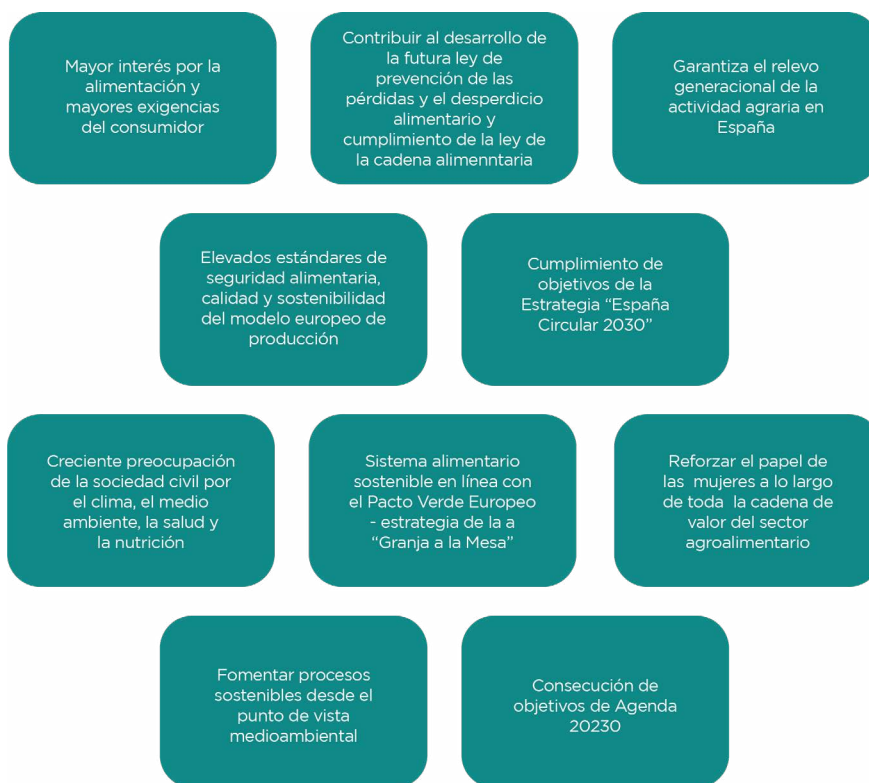 Mayor interés por la
alimentación y
mayores exigencias
del consumidor
Contribuir al desarrollo de
la futura ley de
prevención de las
pérdidas y el desperdicio
alimentario y
cumplimiento de la ley de
la cadena alimenntaria
Garantiza el relevo
generacional de la
actividad agraria en
España
Elevados estándares de
seguridad alimentaria,
calidad y sostenibilidad
del modelo europeo de
producción
Cumplimiento de
objetivos de la
Estrategia “España
Circular 2030”
Creciente preocupación
de la sociedad civil por
el clima, el medio
ambiente, la salud y
la nutrición
Sistema alimentario
sostenible en línea con
el Pacto Verde Europeo
- estrategia de la a
“Granja a la Mesa”
Reforzar el papel de
las mujeres a lo largo
de toda la cadena de
valor del sector
agroalimentario
Fomentar procesos
sostenibles desde el
punto de vista
medioambiental
Consecución de
objetivos de Agenda
20230